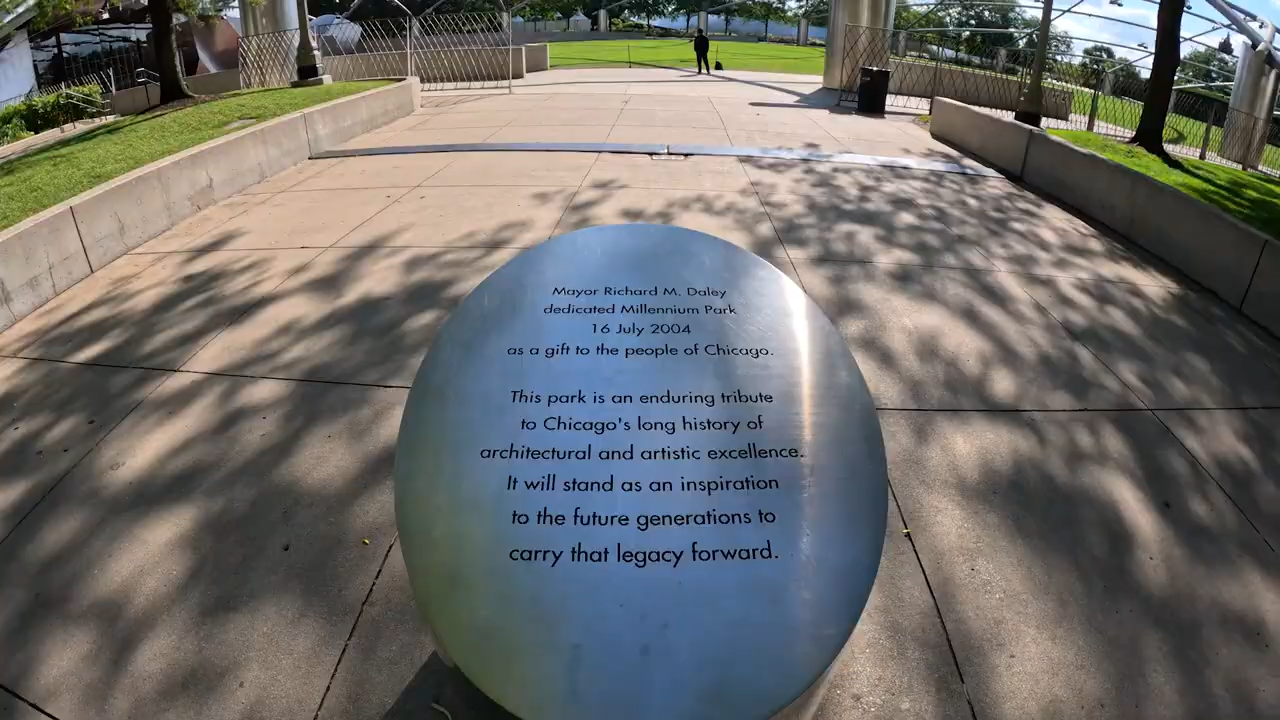 Mayor Richard M. Daley
dedicated Millennium Park
16 July 2004
as a gift to the people of Chicago.
This park is an enduring tribute
to Chicago's long history of
architectural and artistic excellence.
It will stand as an inspiration
to the future generations to
carry that legacy forward.